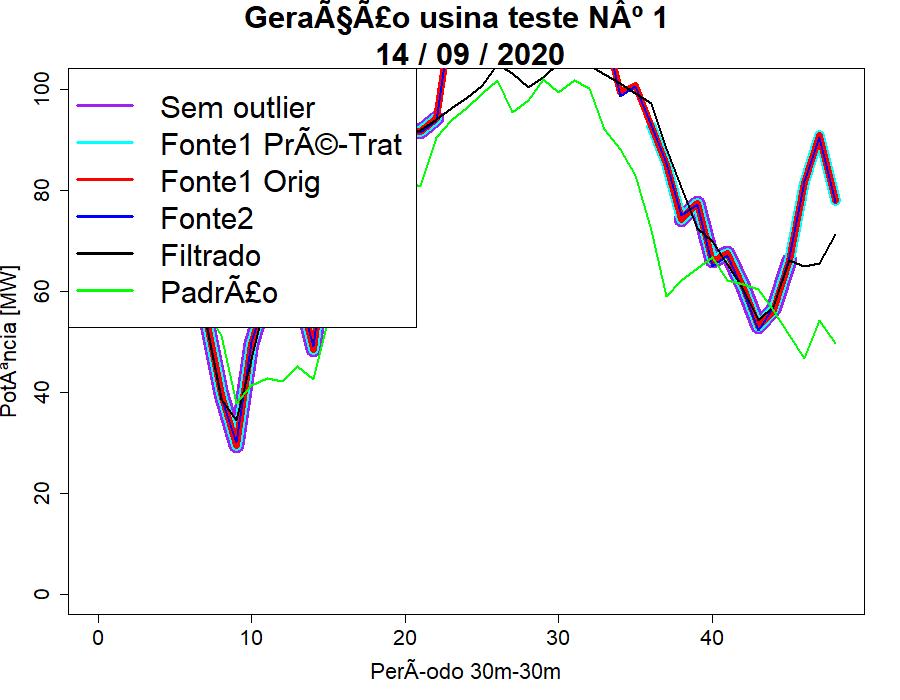 GeraÃ§Ã£o usina teste NÂº 1
14 / 09 / 2020
Sem outlier
Fonte1 PrÃ©-Trat
Fonte1 Orig
Fonte2
Filtrado
PadrÃ£o
PotÃªncia [MW]
100
80
60
40
20
0
0 10 20 30 40
PerÃ-odo 30m-30m